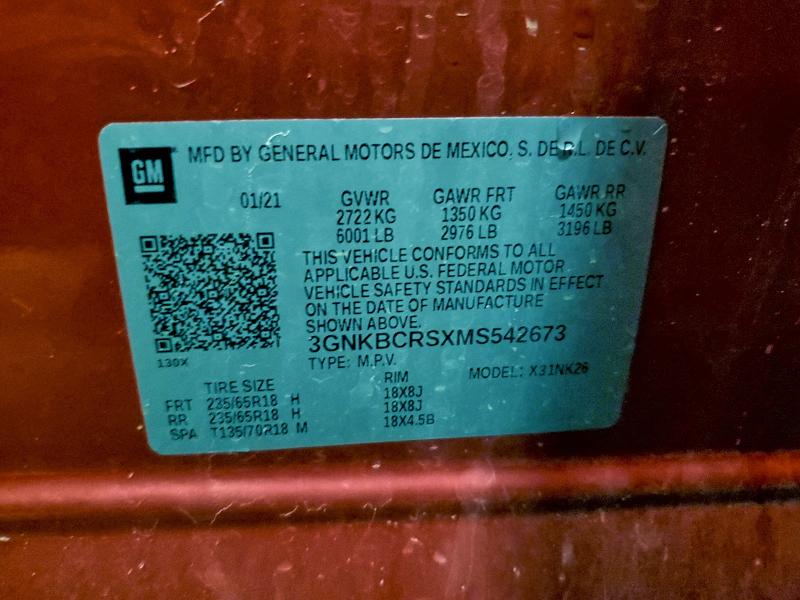 GM MFD BY GENERAL MOTORS DE MEXICO, S. DE R.L. DE C.V.
01/21 GVWR GAWR FRT GAWR RR
2722 KG 1350 KG 1450 KG
6001 LB 2976 LB 3196 LB
THIS VEHICLE CONFORMS TO ALL
APPLICABLE U.S. FEDERAL MOTOR
VEHICLE SAFETY STANDARDS IN EFFECT
ON THE DATE OF MANUFACTURE
SHOWN ABOVE.
3GNKBCRSXMS542673
130X
TYPE: M.P.V. MODEL: X31NK26
TIRE SIZE RIM
FRT 235/65R18 H 18X8J
RR 235/65R18 H 18X8J
SPA T135/70R18 M 18X4.5B